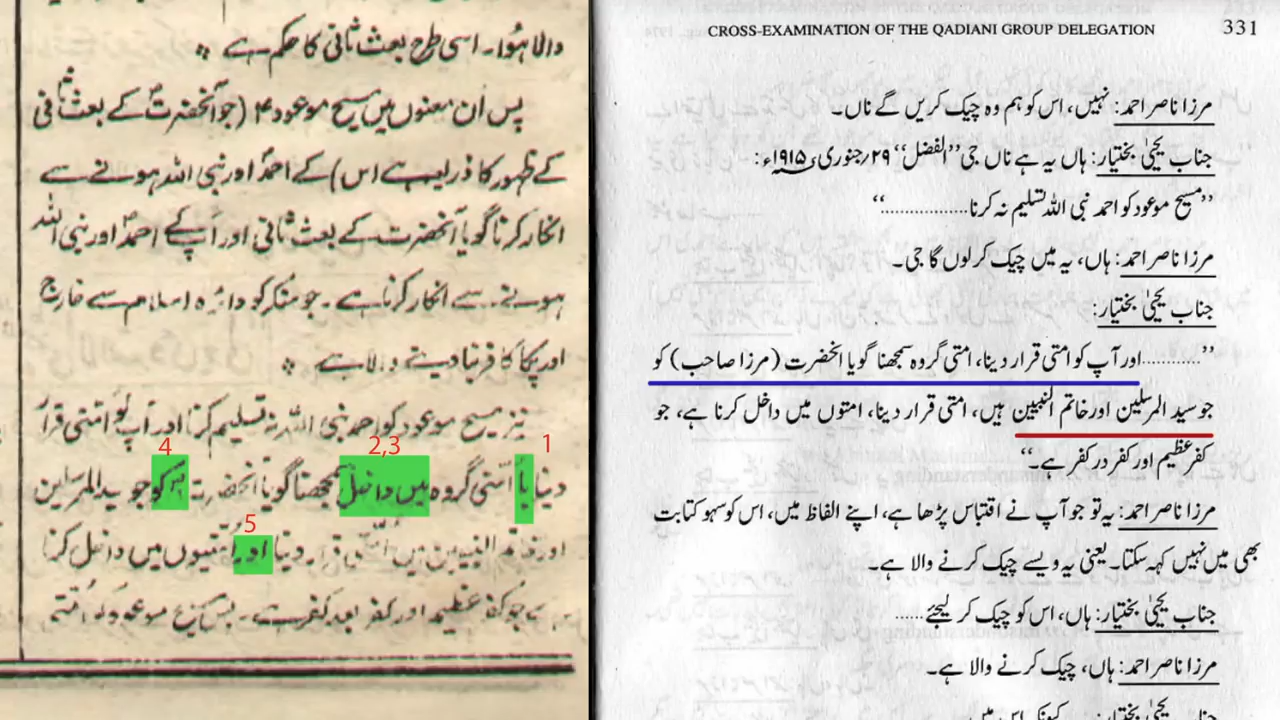 والا ہوا۔ اسی طرح بعث ثانی کا حکم ہے ::
پس ان معنوں میں مسیح موعودؑ (جو آنحضرتؐ کے بعث ثانی
کے ظہور کا ذریعہ ہے اس) کے احمدؐ اور نبی اللہ ہونے سے
انکار کرنا گویا آنحضرت کے بعث ثانی اور آپؐ کے احمدؐ اور نبی اللہ
ہونے سے انکار کرنا ہے۔ جو منکر کو دائرہ اسلام سے خارج
اور پکا کافر بنا دینے والا ہے ::
نیز مسیح موعود کو احمد نبی اللہ نہ تسلیم کرنا اور آپ کو امتی قرار
4 2,3 1
دینا یا امتی گروہ میں داخل سمجھنا گویا آنحضرت کو جو سید المرسلین
5
اور خاتم النبیین ہیں امتی قرار دینا اور امتیوں میں داخل کرنا
ہے جو کفر عظیم اور کفر بعد کفر ہے۔ پس مسیح موعود کو امتی
CROSS-EXAMINATION OF THE QADIANI GROUP DELEGATION 331
مرزا ناصر احمد: نہیں، اس کو ہم وہ چیک کریں گے ناں۔
جناب یحییٰ بختیار: ہاں یہ ہے ناں جی ”الفضل“ ۲۹؍جنوری ۱۹۱۵ء:
”مسیح موعود کو احمد نبی اللہ تسلیم نہ کرنا..................“
مرزا ناصر احمد: ہاں، یہ میں چیک کر لوں گا جی۔
جناب یحییٰ بختیار:
”............اور آپ کو امتی قرار دینا، امتی گروہ سمجھنا گویا انحضرت (مرزا صاحب) کو
جو سید المرسلین اور خاتم النبیین ہیں، امتی قرار دینا، امتوں میں داخل کرنا ہے، جو
کفر عظیم اور کفر در کفر ہے۔“
مرزا ناصر احمد: یہ تو جو آپ نے اقتباس پڑھا ہے، اپنے الفاظ میں، اس کو سہو کتابت
بھی میں نہیں کہہ سکتا۔ یعنی یہ ویسے چیک کرنے والا ہے۔
جناب یحییٰ بختیار: ہاں، اس کو چیک کر لیجئے......
مرزا ناصر احمد: ہاں، چیک کرنے والا ہے۔
جناب یحییٰ بختیار: